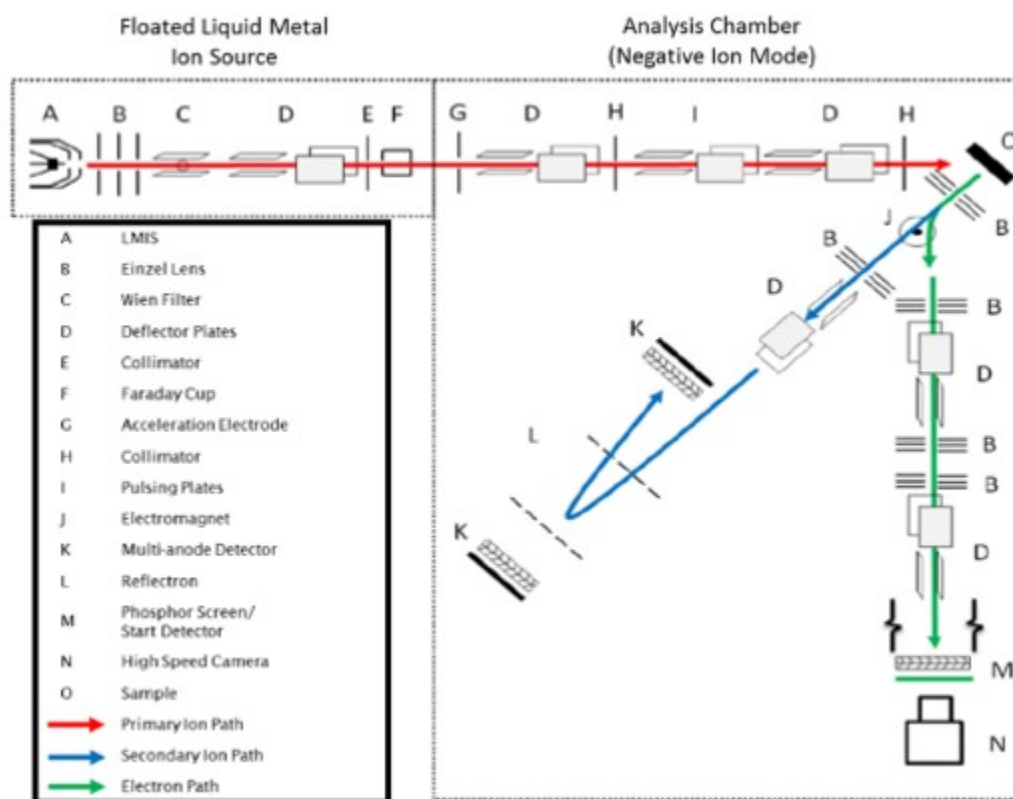 Floated Liquid Metal
Ion Source
Analysis Chamber
(Negative Ion Mode)
A B C D E F G D H I D H O
J B
B
D B
K
D
L B
B
K
D
M
N
A LMIS
B Einzel Lens
C Wien Filter
D Deflector Plates
E Collimator
F Faraday Cup
G Acceleration Electrode
H Collimator
I Pulsing Plates
J Electromagnet
K Multi-anode Detector
L Reflectron
M Phosphor Screen/
Start Detector
N High Speed Camera
O Sample
Primary Ion Path
Secondary Ion Path
Electron Path